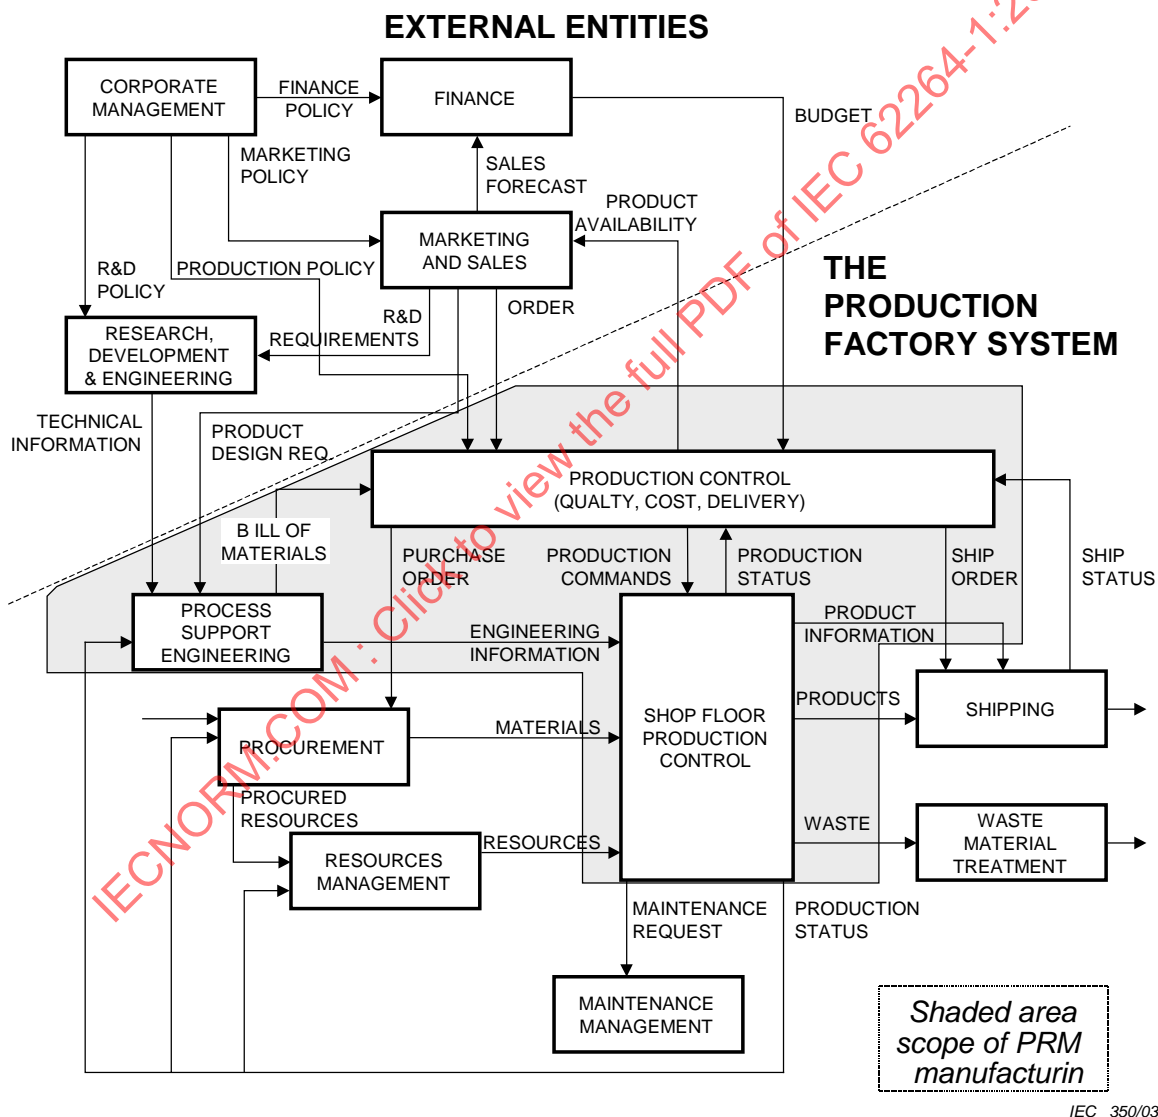 EXTERNAL ENTITIES
CORPORATE
MANAGEMENT
FINANCE
POLICY
FINANCE
BUDGET
MARKETING
POLICY
SALES
FORECAST
PRODUCT
AVAILABILITY
MARKETING
AND SALES
R&D
POLICY
PRODUCTION POLICY
ORDER
THE
PRODUCTION
FACTORY SYSTEM
R&D
REQUIREMENTS
RESEARCH,
DEVELOPMENT
& ENGINEERING
TECHNICAL
INFORMATION
PRODUCT
DESIGN REQ.
PRODUCTION CONTROL
(QUALTY, COST, DELIVERY)
B ILL OF
MATERIALS
PURCHASE
ORDER
PRODUCTION
COMMANDS
PRODUCTION
STATUS
SHIP
ORDER
SHIP
STATUS
PROCESS
SUPPORT
ENGINEERING
ENGINEERING
INFORMATION
PRODUCT
INFORMATION
PROCUREMENT
MATERIALS
SHOP FLOOR
PRODUCTION
CONTROL
PRODUCTS
SHIPPING
PROCURED
RESOURCES
RESOURCES
MANAGEMENT
RESOURCES
WASTE
WASTE
MATERIAL
TREATMENT
MAINTENANCE
REQUEST
PRODUCTION
STATUS
MAINTENANCE
MANAGEMENT
Shaded area
scope of PRM
manufacturin
IEC 350/03
IECNORM.COM : Click to view the full PDF of IEC 62264-1:20